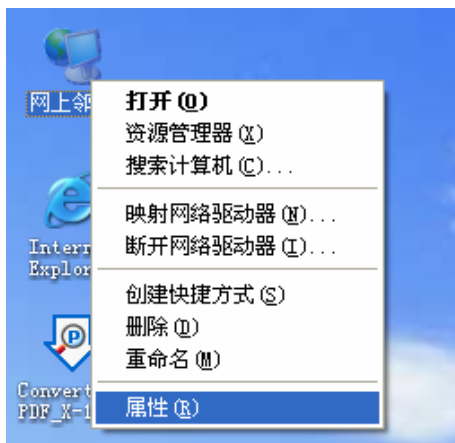 网上邻
打开(O)
资源管理器(X)
搜索计算机(C)...
映射网络驱动器(N)...
断开网络驱动器(I)...
Intern
Explor
创建快捷方式(S)
删除(D)
重命名(M)
Convert
PDF_X-1
属性(R)